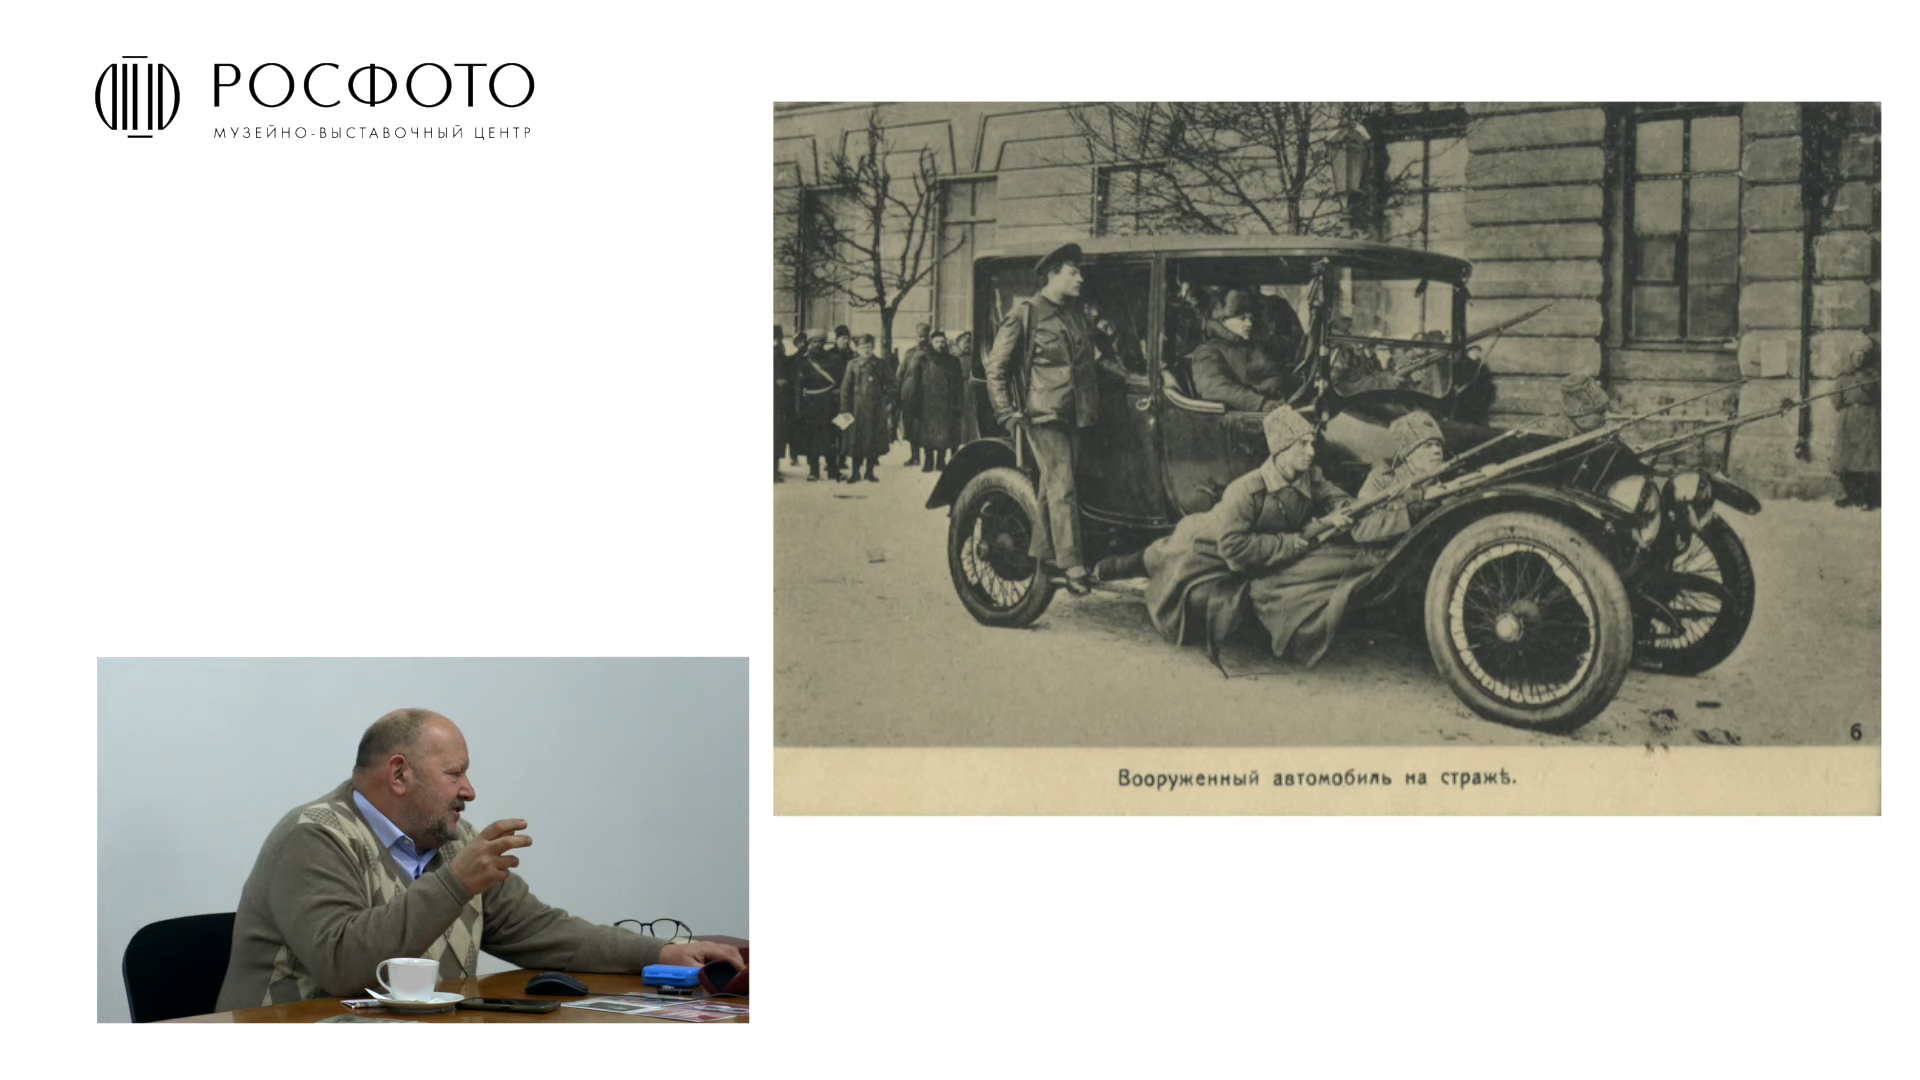 РОСФОТО
МУЗЕЙНО-ВЫСТАВОЧНЫЙ ЦЕНТР
6
Вооруженный автомобиль на стражѣ.